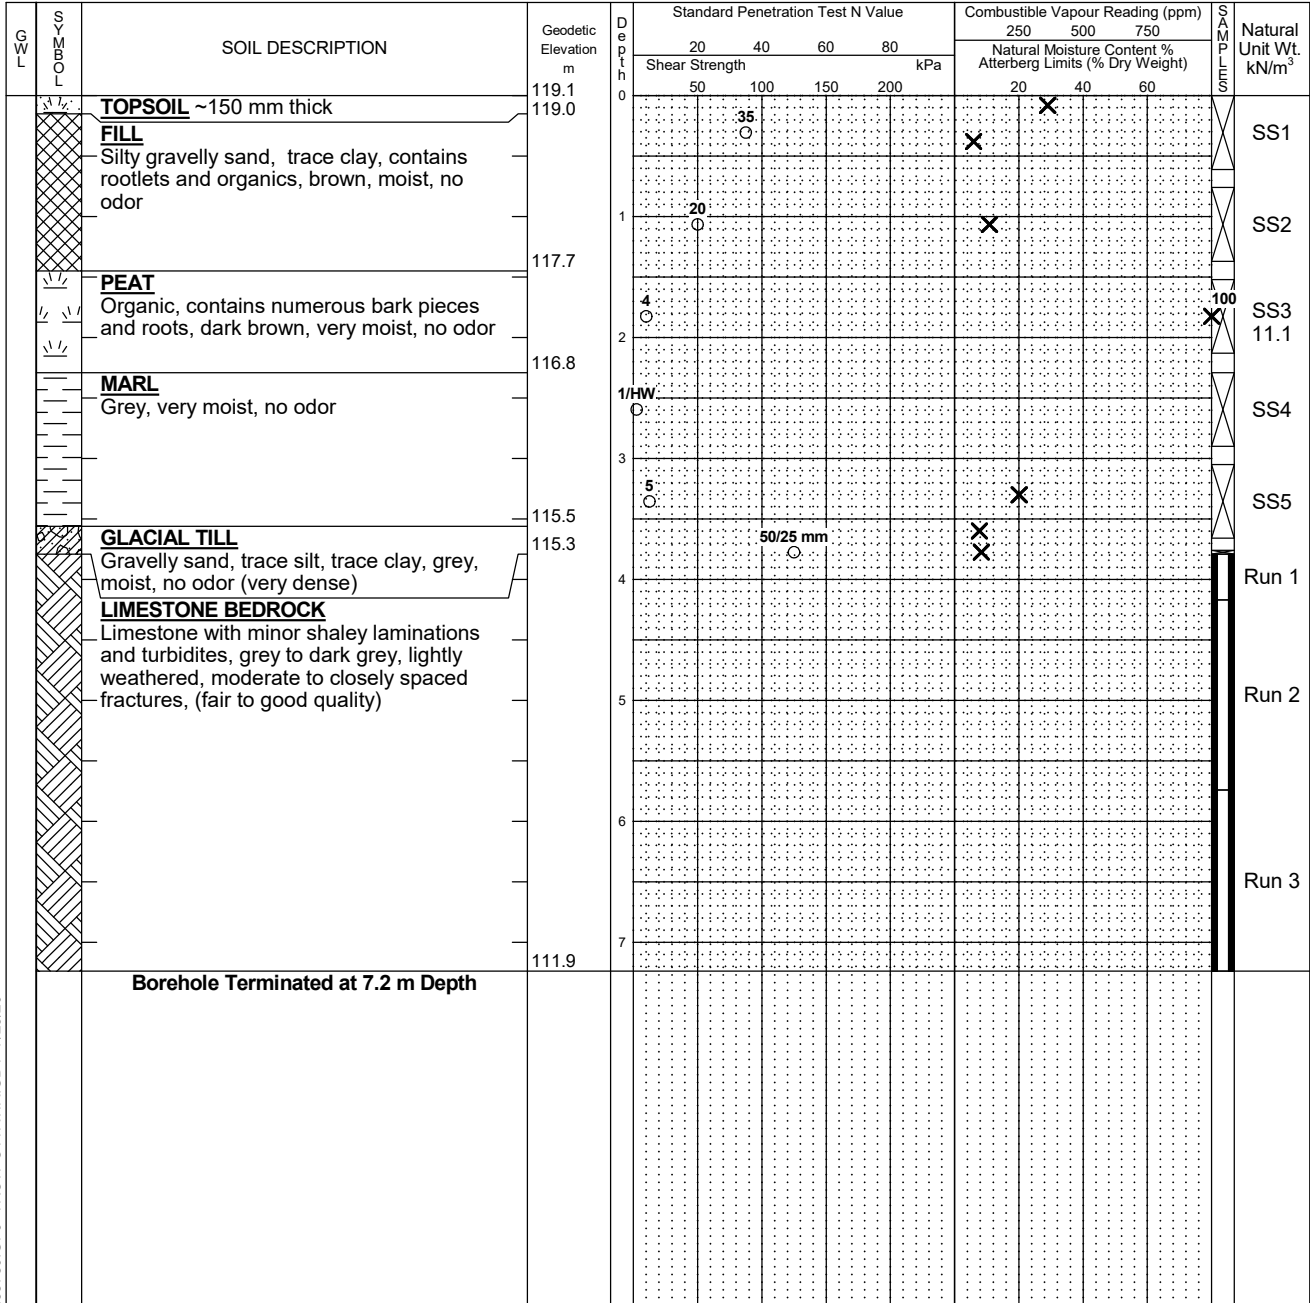 GWL
SYMBOL
SOIL DESCRIPTION
Geodetic
Elevation
m
Depth
Standard Penetration Test N Value
20 40 60 80
Shear Strength kPa
50 100 150 200
Combustible Vapour Reading (ppm)
250 500 750
Natural Moisture Content %
Atterberg Limits (% Dry Weight)
20 40 60
SAMPLES
Natural
Unit Wt.
kN/m³
119.1
0
TOPSOIL ~150 mm thick
119.0
FILL
Silty gravelly sand, trace clay, contains
rootlets and organics, brown, moist, no
odor
35
SS1
1
20
SS2
117.7
PEAT
Organic, contains numerous bark pieces
and roots, dark brown, very moist, no odor
4
100
SS3
11.1
2
116.8
MARL
Grey, very moist, no odor
1/HW
SS4
3
5
SS5
115.5
GLACIAL TILL
115.3
Gravelly sand, trace silt, trace clay, grey,
moist, no odor (very dense)
50/25 mm
4
Run 1
LIMESTONE BEDROCK
Limestone with minor shaley laminations
and turbidites, grey to dark grey, lightly
weathered, moderate to closely spaced
fractures, (fair to good quality)
5
Run 2
6
Run 3
7
111.9
Borehole Terminated at 7.2 m Depth